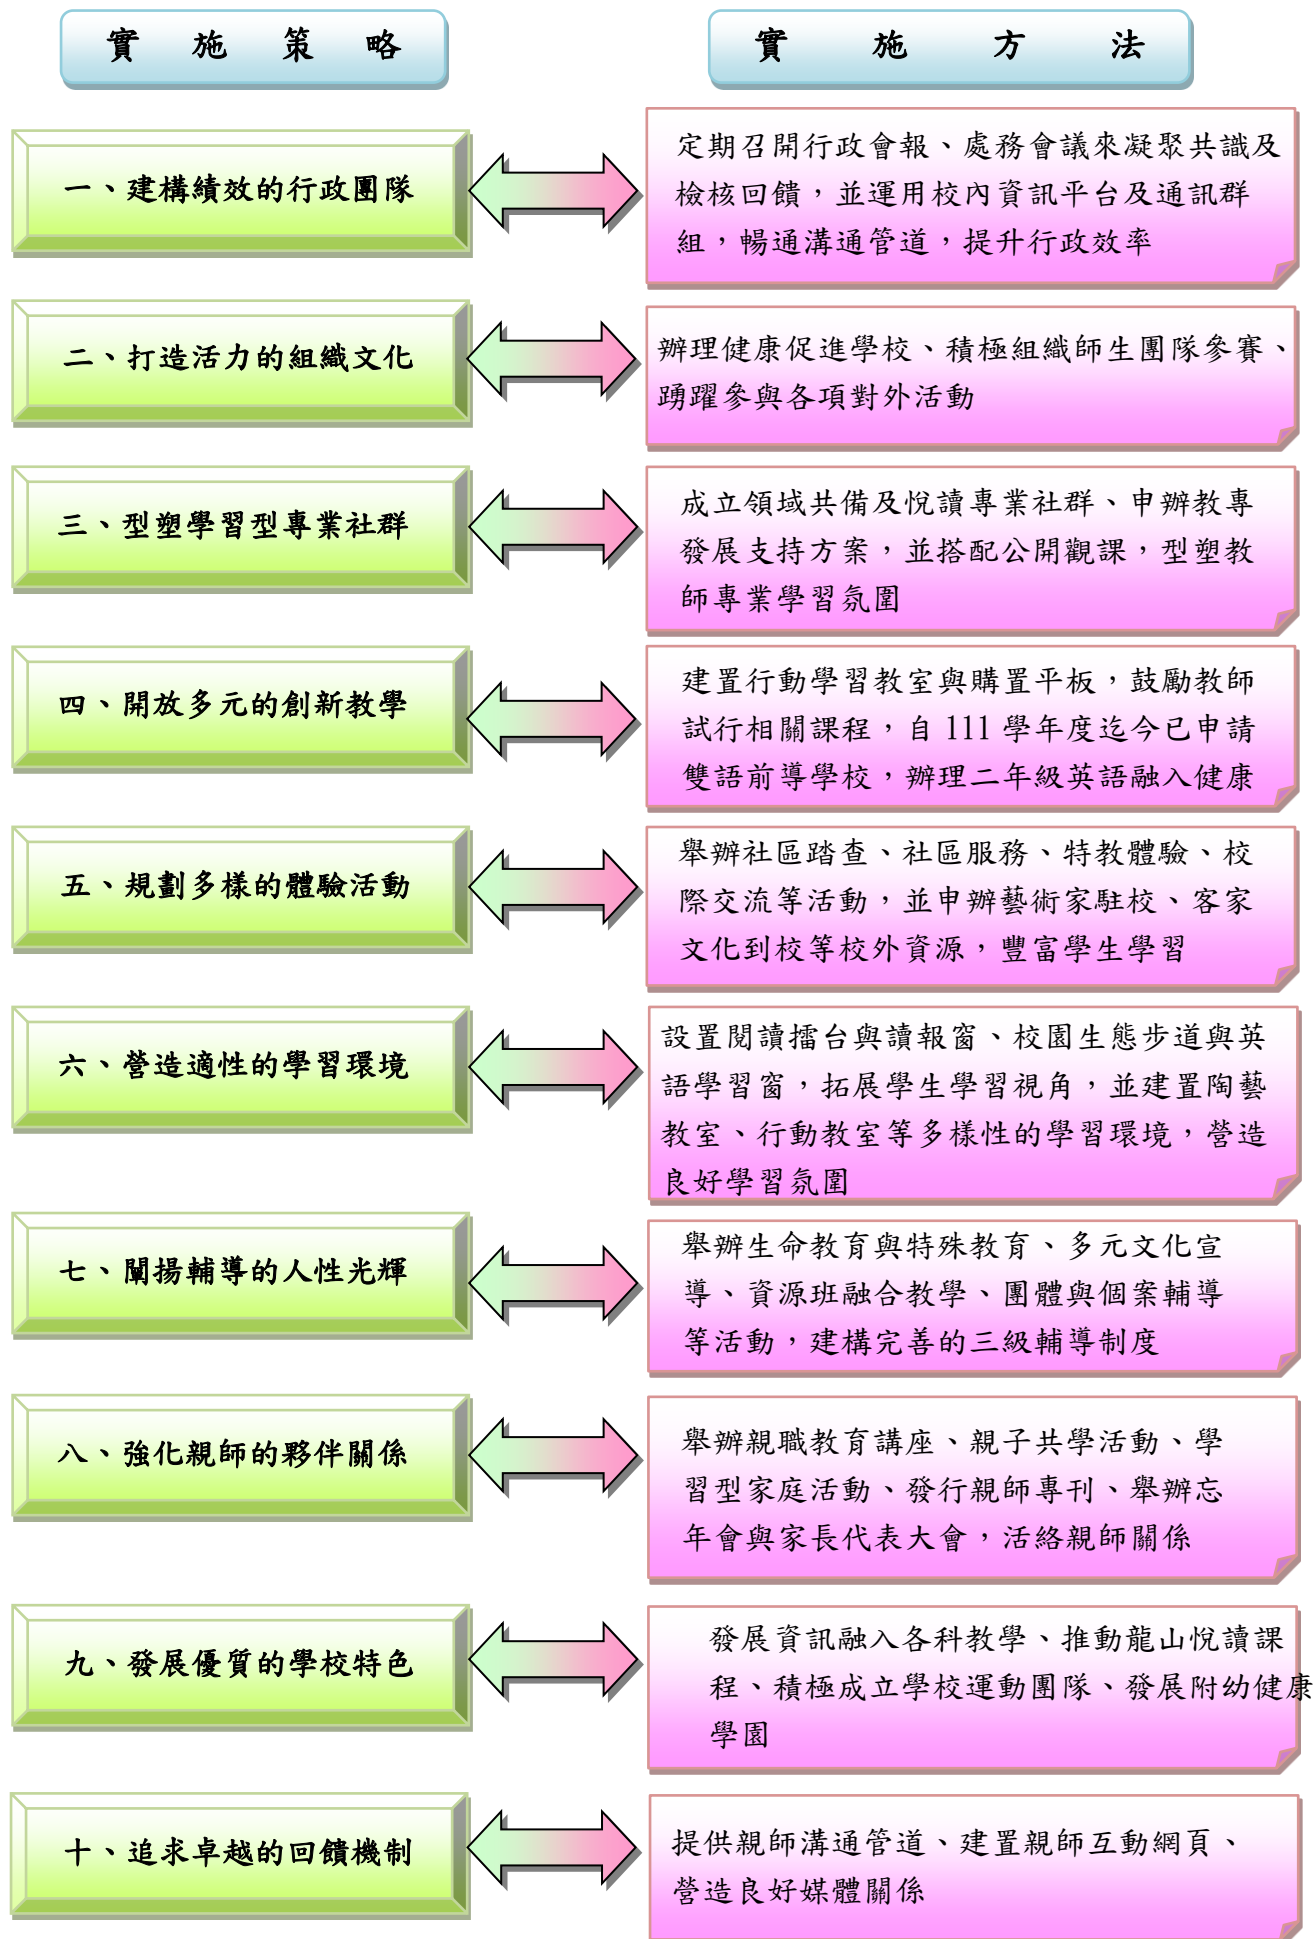 實施策略
實施方法
一、建構績效的行政團隊
定期召開行政會報、處務會議來凝聚共識及
檢核回饋，並運用校內資訊平台及通訊群
組，暢通溝通管道，提升行政效率
二、打造活力的組織文化
辦理健康促進學校、積極組織師生團隊參賽、
踴躍參與各項對外活動
三、型塑學習型專業社群
成立領域共備及悅讀專業社群、申辦教專
發展支持方案，並搭配公開觀課，型塑教
師專業學習氛圍
四、開放多元的創新教學
建置行動學習教室與購置平板，鼓勵教師
試行相關課程，自 111 學年度迄今已申請
雙語前導學校，辦理二年級英語融入健康
五、規劃多樣的體驗活動
舉辦社區踏查、社區服務、特教體驗、校
際交流等活動，並申辦藝術家駐校、客家
文化到校等校外資源，豐富學生學習
六、營造適性的學習環境
設置閱讀擂台與讀報窗、校園生態步道與英
語學習窗，拓展學生學習視角，並建置陶藝
教室、行動教室等多樣性的學習環境，營造
良好學習氛圍
七、闡揚輔導的人性光輝
舉辦生命教育與特殊教育、多元文化宣
導、資源班融合教學、團體與個案輔導
等活動，建構完善的三級輔導制度
八、強化親師的夥伴關係
舉辦親職教育講座、親子共學活動、學
習型家庭活動、發行親師專刊、舉辦忘
年會與家長代表大會，活絡親師關係
九、發展優質的學校特色
發展資訊融入各科教學、推動龍山悅讀課
程、積極成立學校運動團隊、發展附幼健康
學園
十、追求卓越的回饋機制
提供親師溝通管道、建置親師互動網頁、
營造良好媒體關係